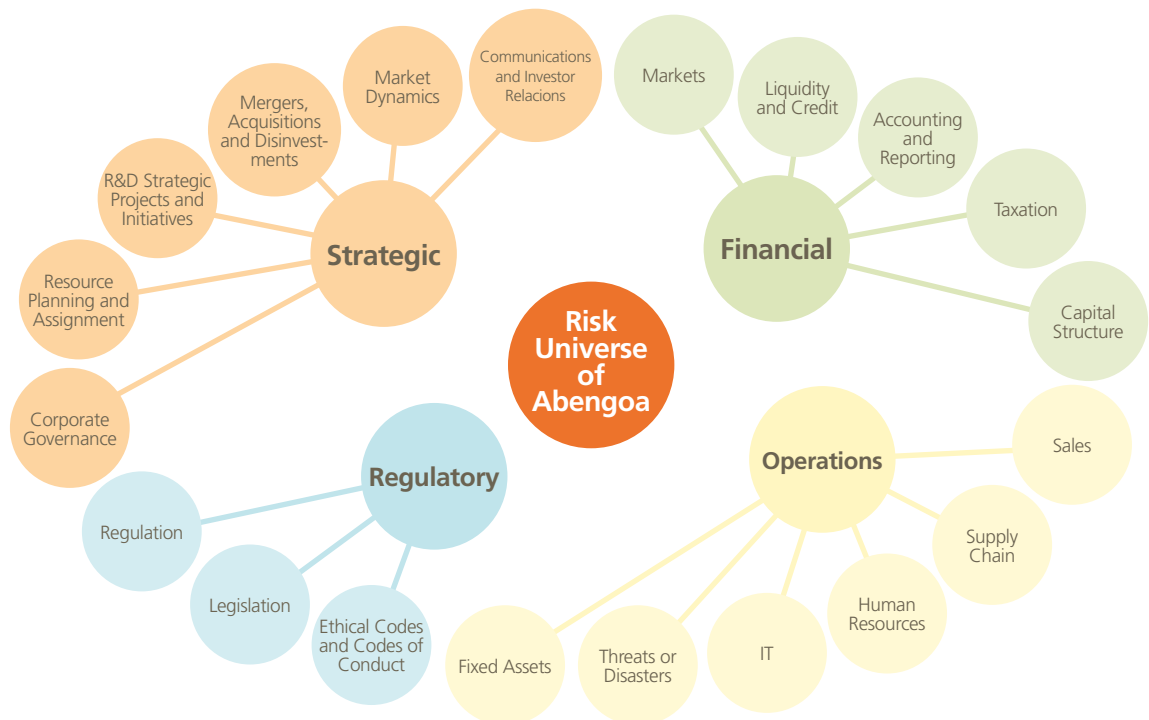 Risk
Universe
of
Abengoa
Strategic
Communications
and Investor
Relacions
Market
Dynamics
Mergers,
Acquisitions
and Disinvest-
ments
R&D Strategic
Projects and
Initiatives
Resource
Planning and
Assignment
Corporate
Governance
Financial
Markets
Liquidity
and Credit
Accounting
and
Reporting
Taxation
Capital
Structure
Regulatory
Regulation
Legislation
Ethical Codes
and Codes of
Conduct
Operations
Sales
Supply
Chain
Human
Resources
IT
Threats or
Disasters
Fixed Assets